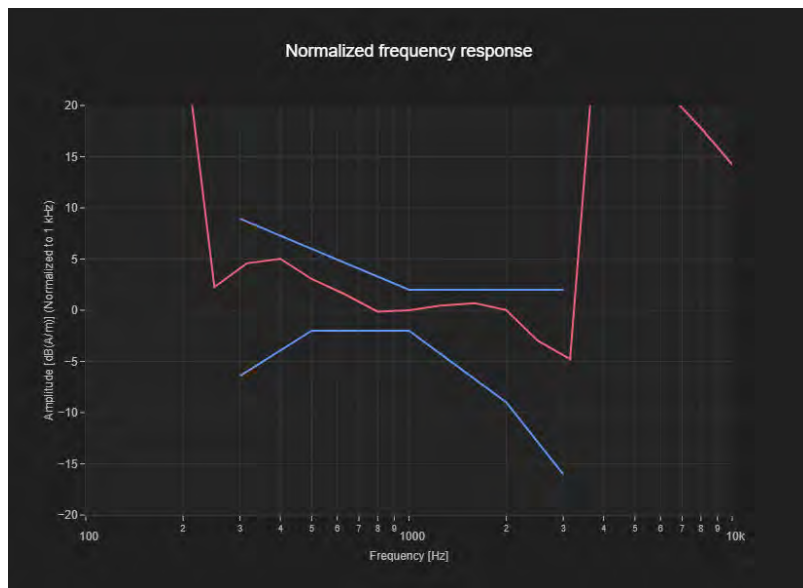 Normalized frequency response
Amplitude [dB(A/m)] (Normalized to 1 kHz)
20
15
10
5
0
−5
−10
−15
−20
100 2 3 4 5 6 7 8 9 1000 2 3 4 5 6 7 8 9 10k
Frequency [Hz]